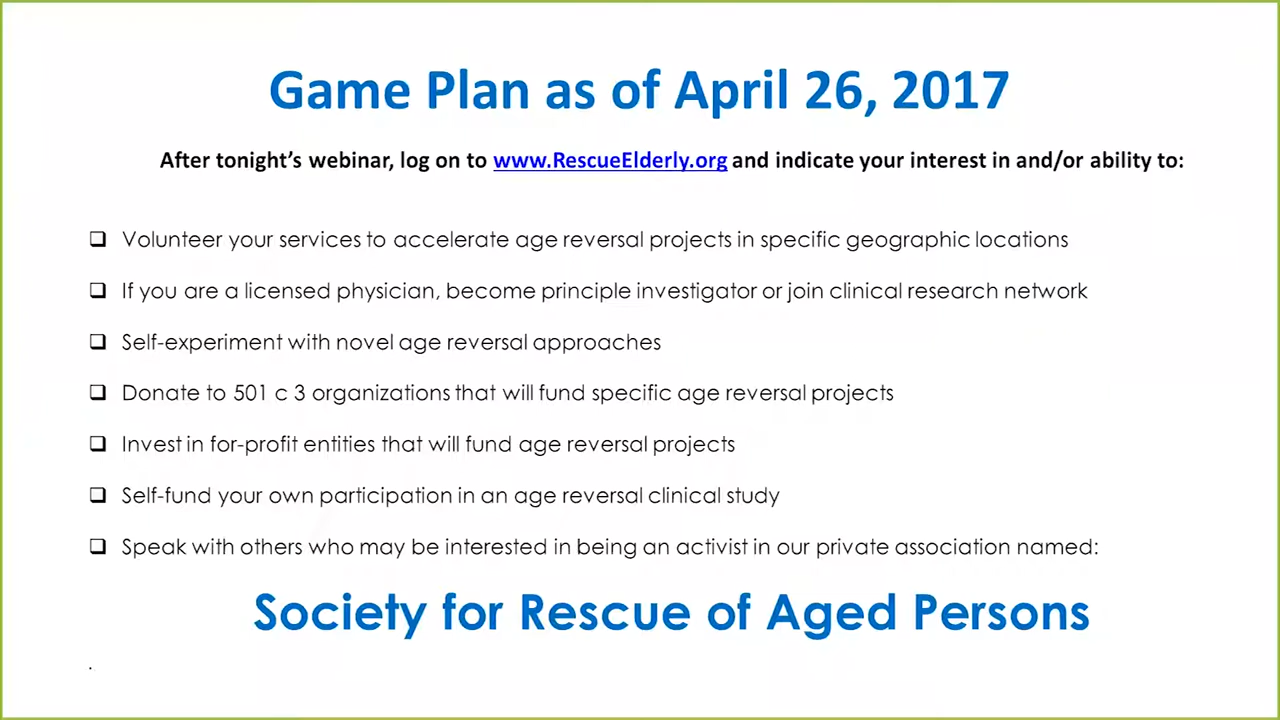 Game Plan as of April 26, 2017
After tonight’s webinar, log on to www.RescueElderly.org and indicate your interest in and/or ability to:
❑ Volunteer your services to accelerate age reversal projects in specific geographic locations
❑ If you are a licensed physician, become principle investigator or join clinical research network
❑ Self-experiment with novel age reversal approaches
❑ Donate to 501 c 3 organizations that will fund specific age reversal projects
❑ Invest in for-profit entities that will fund age reversal projects
❑ Self-fund your own participation in an age reversal clinical study
❑ Speak with others who may be interested in being an activist in our private association named:
Society for Rescue of Aged Persons
.